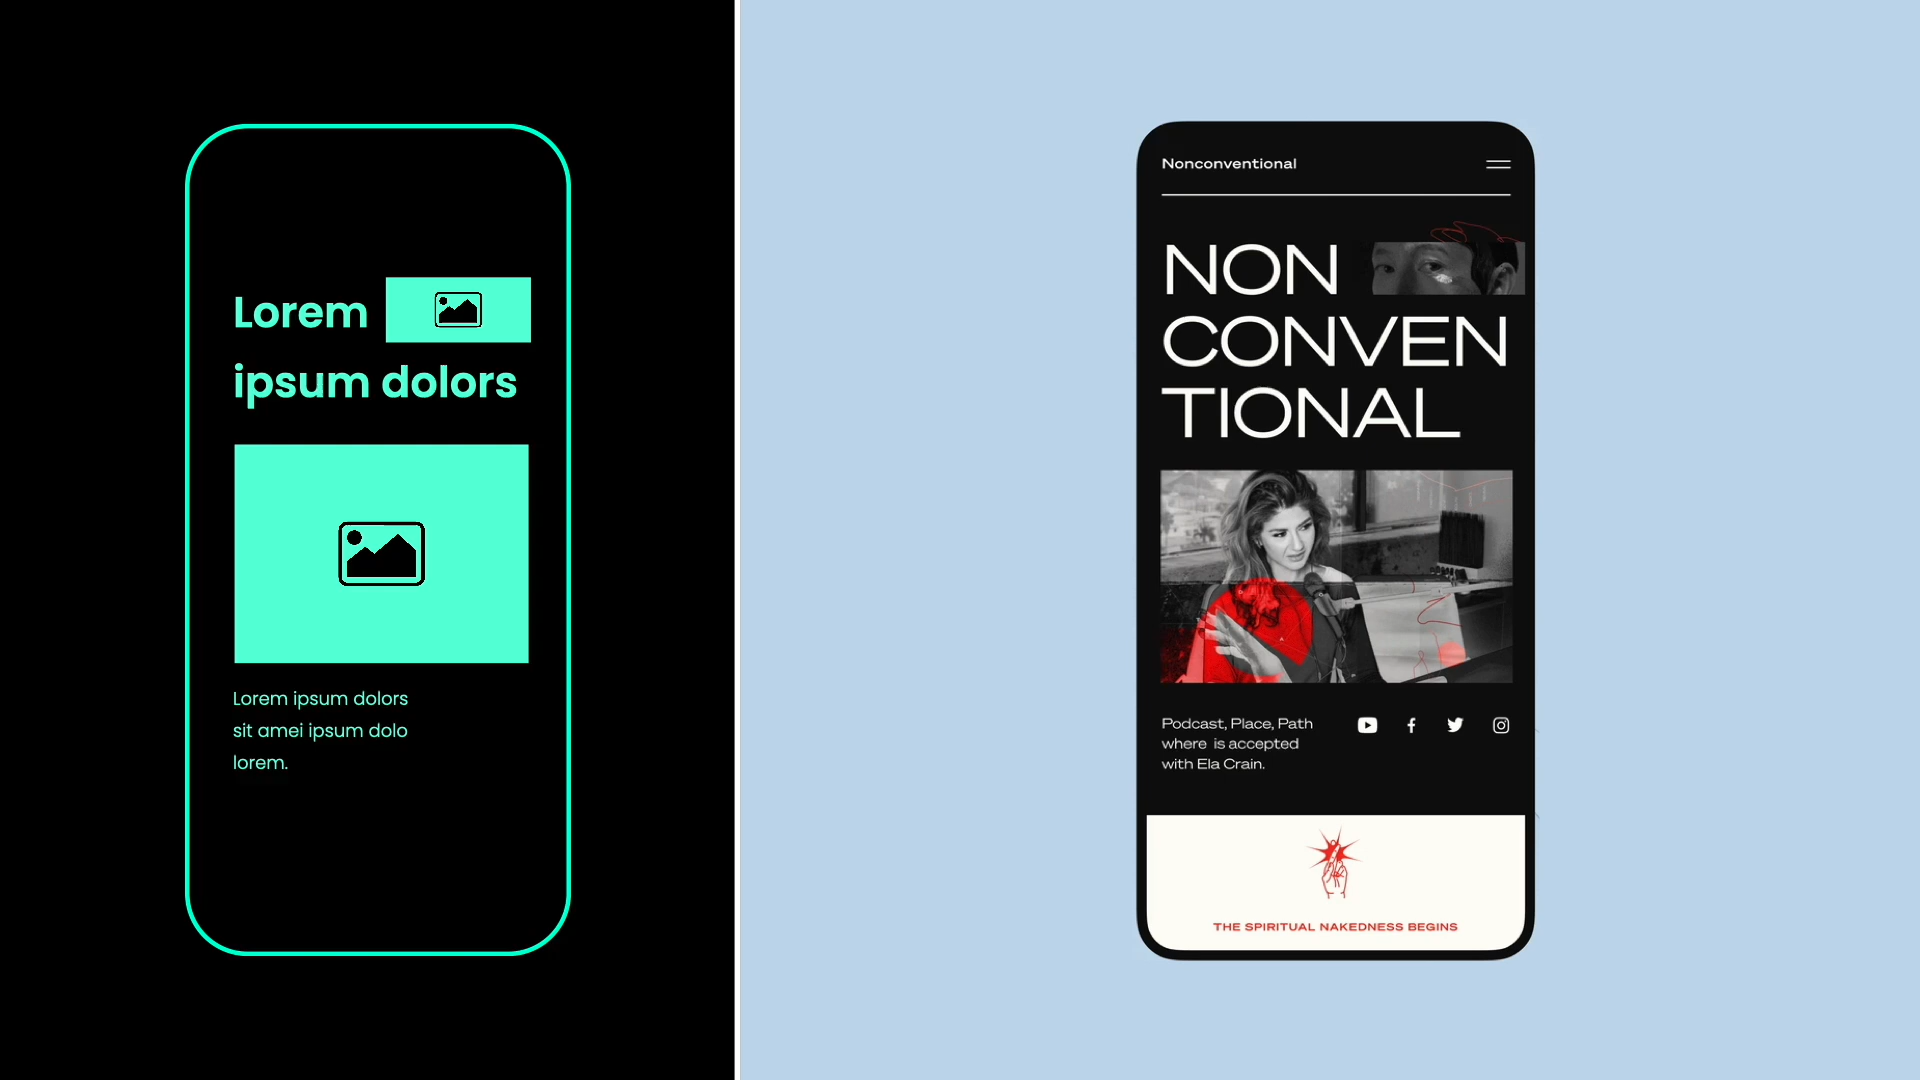 Lorem
ipsum dolors
Lorem ipsum dolors
sit amei ipsum dolo
lorem.
Nonconventional
NON
CONVEN
TIONAL
Podcast, Place, Path
where is accepted
with Ela Crain.
THE SPIRITUAL NAKEDNESS BEGINS